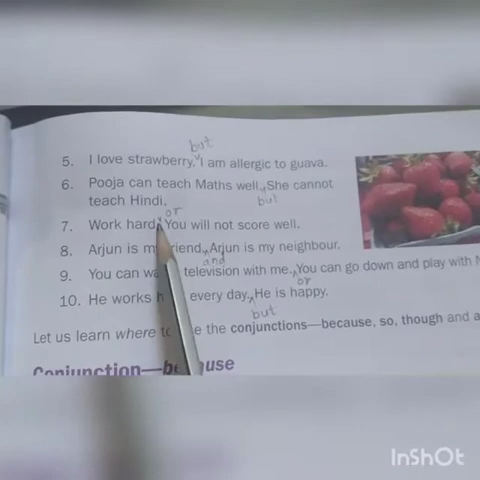 but
5. I love strawberry. I am allergic to guava.
6. Pooja can teach Maths well. She cannot
teach Hindi.
but
or
7. Work hard. You will not score well.
8. Arjun is my friend. Arjun is my neighbour.
and
9. You can television with me. You can go down and play with
or
10. He works every day. He is happy.
but
Let us learn where to the conjunctions—because, so, though and
Conjunction—
InShOt